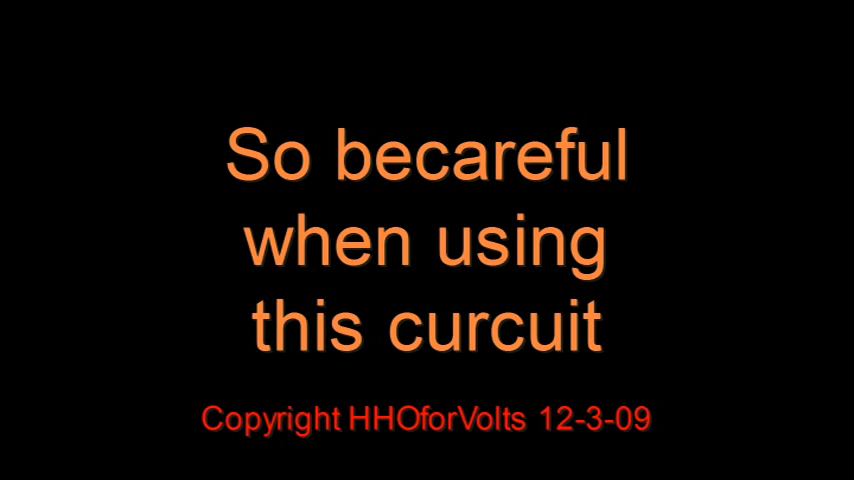 So becareful
when using
this curcuit
Copyright HHOforVolts 12-3-09